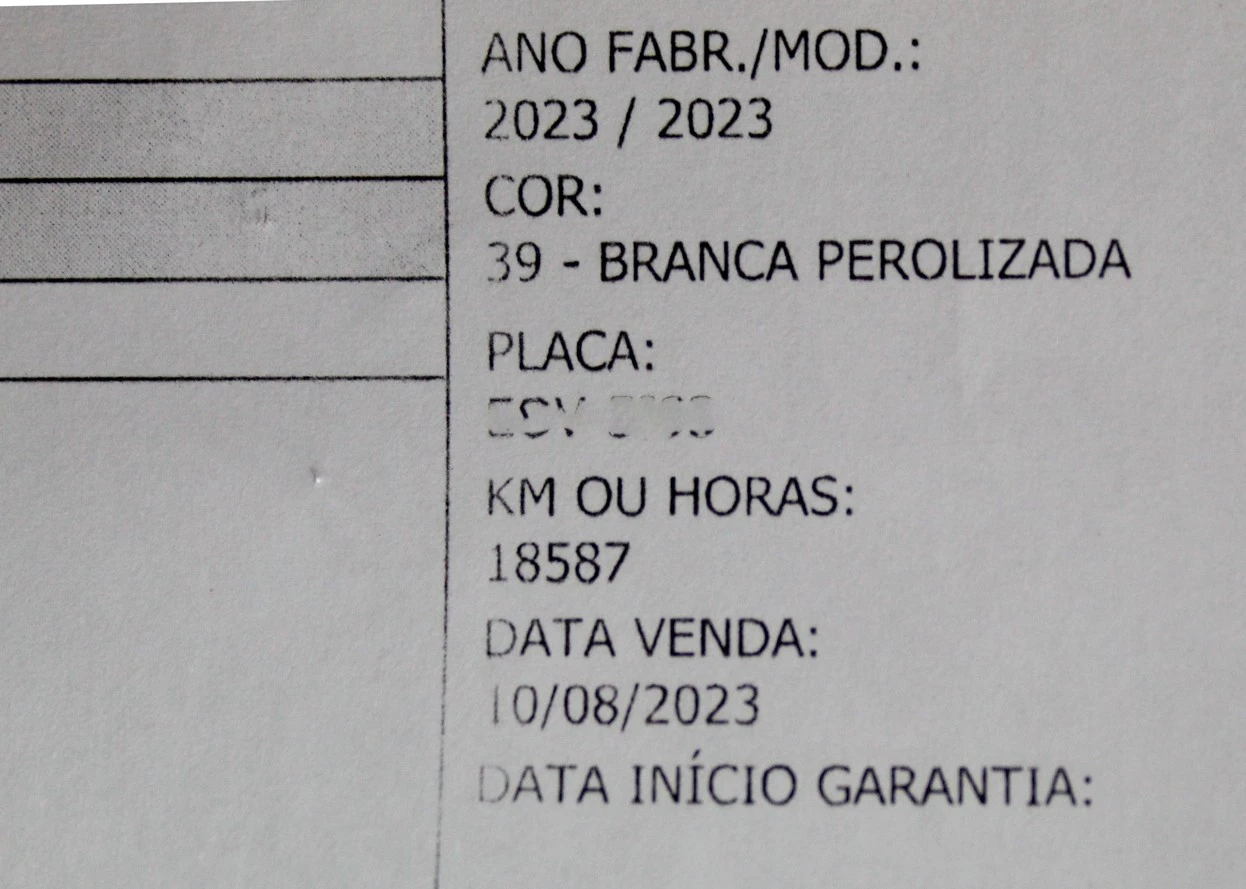 ANO FABR./MOD.:
2023 / 2023
COR:
39 - BRANCA PEROLIZADA
PLACA:
KM OU HORAS:
18587
DATA VENDA:
10/08/2023
DATA INÍCIO GARANTIA: